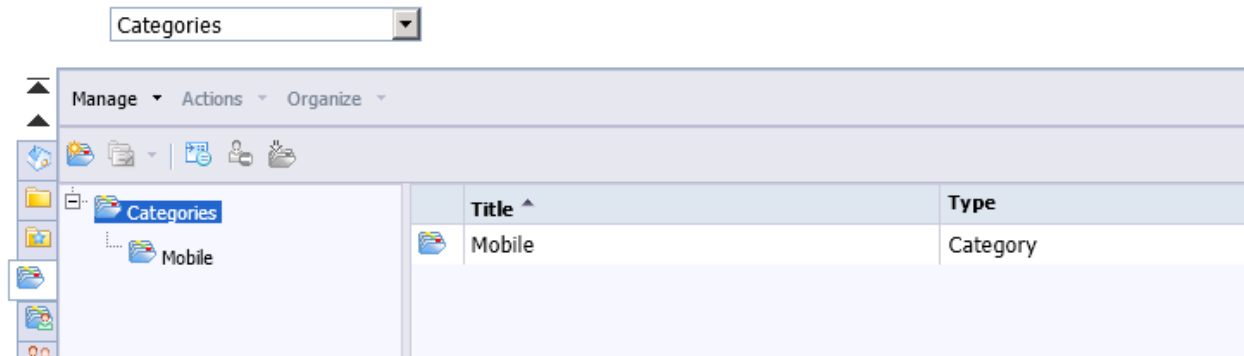 Categories
Manage Actions Organize
Categories
Mobile
Title Type
Mobile Category